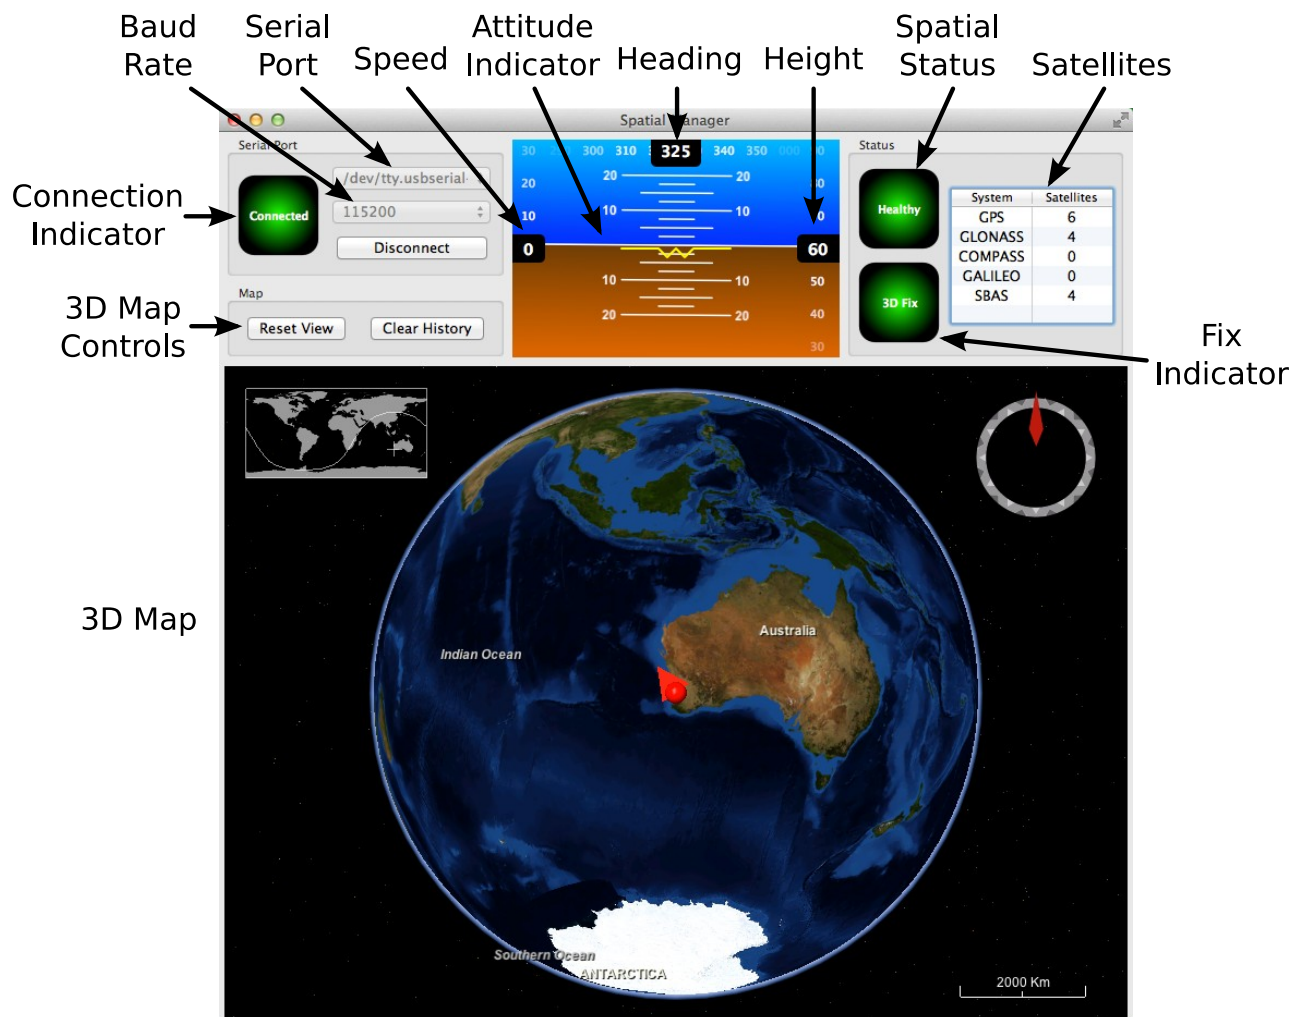 Baud
Rate
Serial
Port
Speed
Attitude
Indicator
Heading
Height
Spatial
Status
Satellites
Connection
Indicator
3D Map
Controls
3D Map
Fix
Indicator
Serial Port
Connected
/dev/tty.usbserial-
115200
Disconnect
Map
Reset View
Clear History
30 300 310 325 340 350 000
20 20 20
10 10 10
0 60
10 10 50
20 20 40
30
Status
Healthy
3D Fix
System Satellites
GPS 6
GLONASS 4
COMPASS 0
GALILEO 0
SBAS 4
Australia
Indian Ocean
Southern Ocean
ANTARCTICA
2000 Km